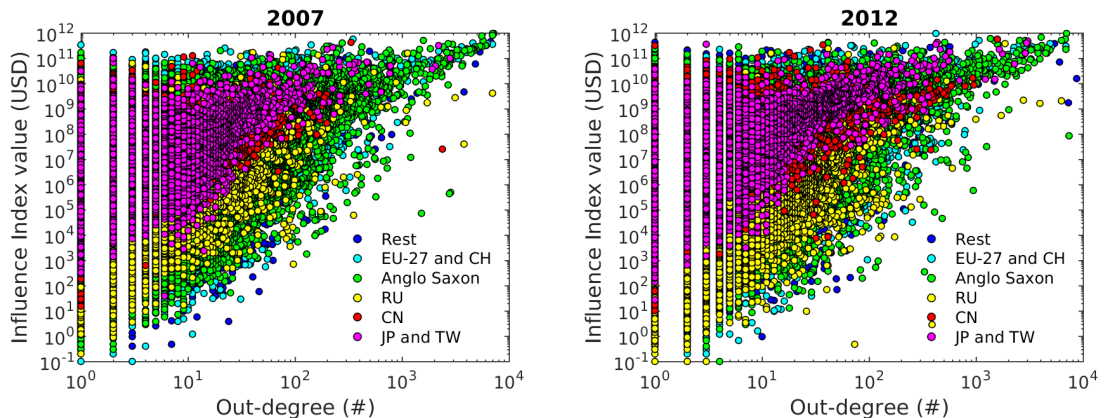 2007
Influence Index value (USD)
10^12
10^11
10^10
10^9
10^8
10^7
10^6
10^5
10^4
10^3
10^2
10^1
10^0
10^-1
Rest
EU-27 and CH
Anglo Saxon
RU
CN
JP and TW
10^0 10^1 10^2 10^3 10^4
Out-degree (#)
2012
Influence Index value (USD)
10^12
10^11
10^10
10^9
10^8
10^7
10^6
10^5
10^4
10^3
10^2
10^1
10^0
10^-1
Rest
EU-27 and CH
Anglo Saxon
RU
CN
JP and TW
10^0 10^1 10^2 10^3 10^4
Out-degree (#)